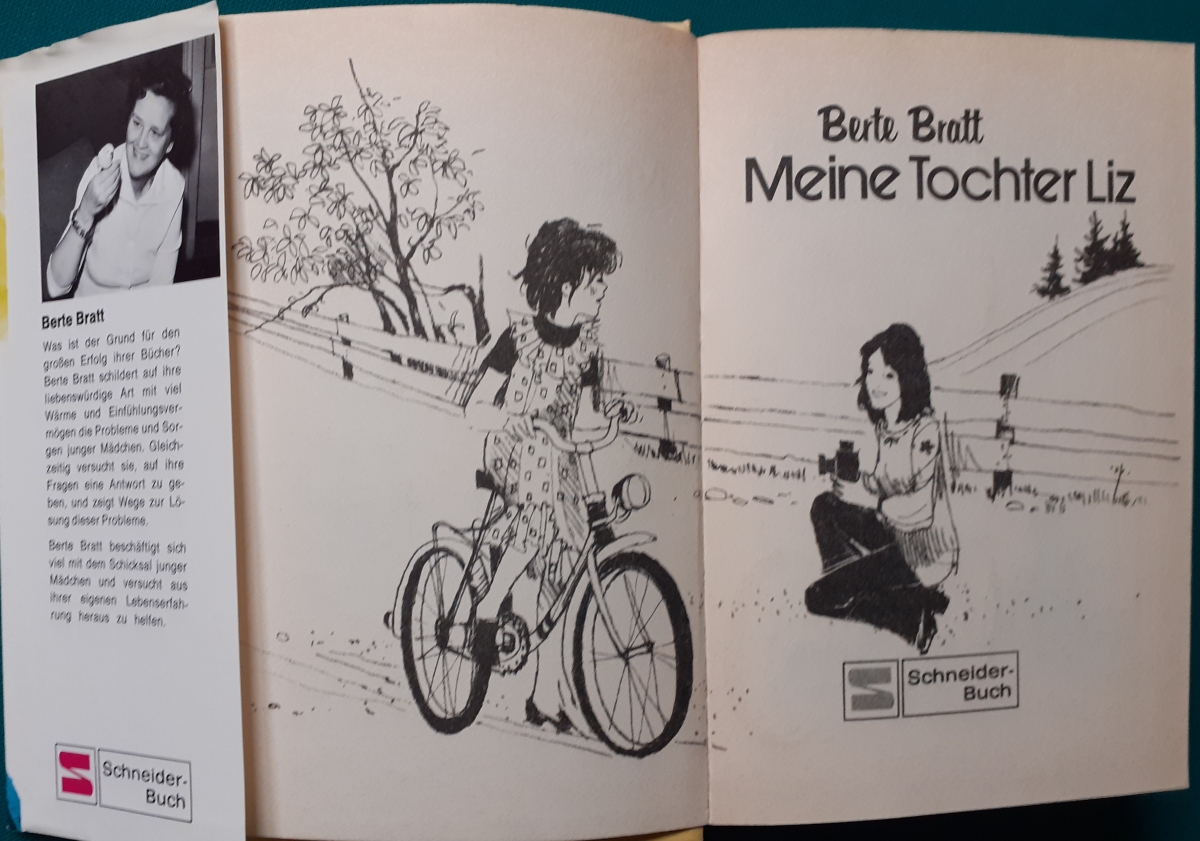 Berte Bratt
Was ist der Grund für den
großen Erfolg ihrer Bücher?
Berte Bratt schildert auf ihre
liebenswürdige Art mit viel
Wärme und Einfühlungsver-
mögen die Probleme und Sor-
gen junger Mädchen. Gleich-
zeitig versucht sie, auf ihre
Fragen eine Antwort zu ge-
ben, und zeigt Wege zur Lö-
sung dieser Probleme.
Berte Bratt beschäftigt sich
viel mit dem Schicksal junger
Mädchen und versucht aus
ihrer eigenen Lebenserfah-
rung heraus zu helfen.
Schneider-
Buch
Berte Bratt
Meine Tochter Liz
Schneider-
Buch